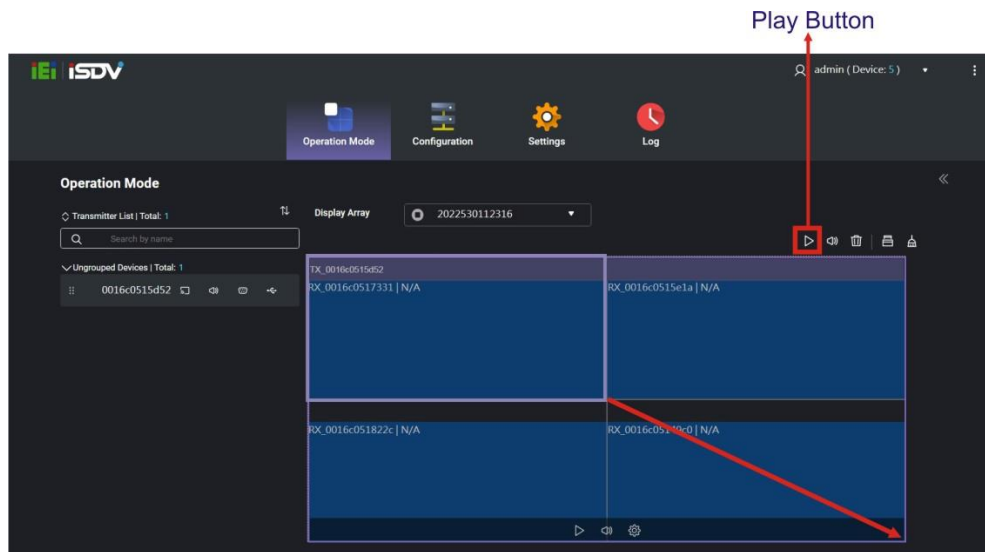 Play Button
iEi iSDV
admin ( Device: 5 )
Operation Mode
Configuration
Settings
Log
Operation Mode
Transmitter List | Total: 1
Display Array
2022530112316
Search by name
Ungrouped Devices | Total: 1
0016c0515d52
TX_0016c0515d52
RX_0016c0517331 | N/A
RX_0016c0515e1a | N/A
RX_0016c051822c | N/A